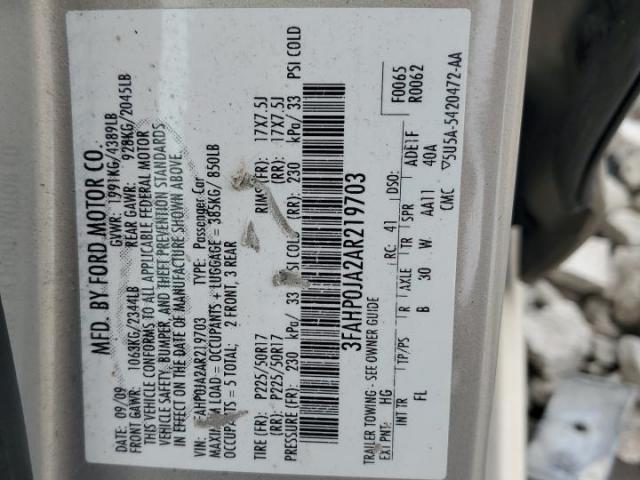 MFD. BY FORD MOTOR CO.
DATE: 09/09 GVWR: 1991KG/4389LB
FRONT GAWR: 1063KG/2344LB REAR GAWR: 928KG/2045LB
THIS VEHICLE CONFORMS TO ALL APPLICABLE FEDERAL MOTOR
VEHICLE SAFETY, BUMPER, AND THEFT PREVENTION STANDARDS
IN EFFECT ON THE DATE OF MANUFACTURE SHOWN ABOVE.
VIN: 3FAHP0JA2AR219703 TYPE: Passenger Car
MAXIMUM LOAD = OCCUPANTS + LUGGAGE = 385KG/ 850LB
OCCUPANTS = 5 TOTAL; 2 FRONT, 3 REAR
TIRE (FR): P225/50R17 RIMS (FR): 17X7.5J
(RR): P225/50R17 (RR): 17X7.5J
PRESSURE (FR): 230 kPa/ 33 PSI COLD (RR): 230 kPa/ 33 PSI COLD
3FAHP0JA2AR219703
F0065
R0062
TRAILER TOWING - SEE OWNER GUIDE
EXT PNT: HG RC: 41 DSO:
INT TR TP/PS R AXLE TR SPR ADE1F
FL B 30 W AA11 40A
CMC ▽5U5A-5420472-AA